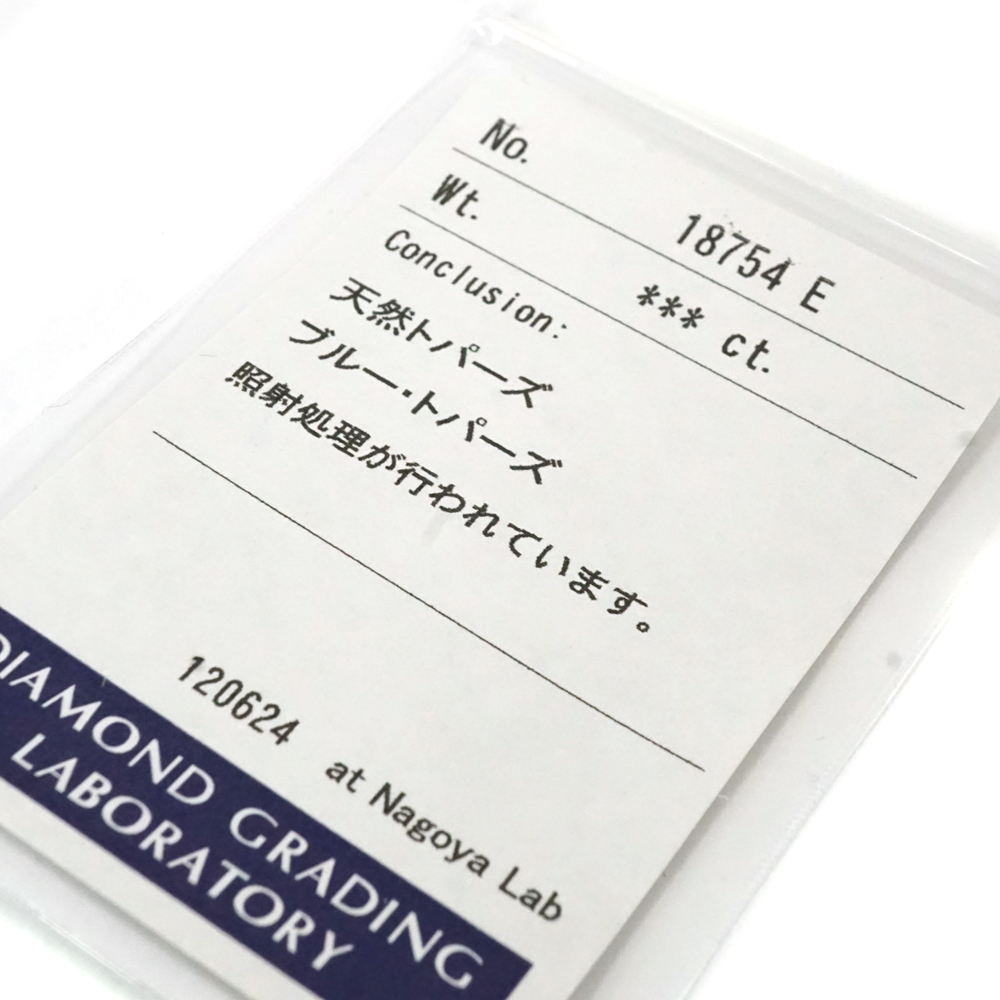 No. 18754 E
Wt. *** ct.
Conclusion:
天然トパーズ
ブルー・トパーズ
照射処理が行われています。
120624 at Nagoya Lab
DIAMOND GRADING
LABORATORY